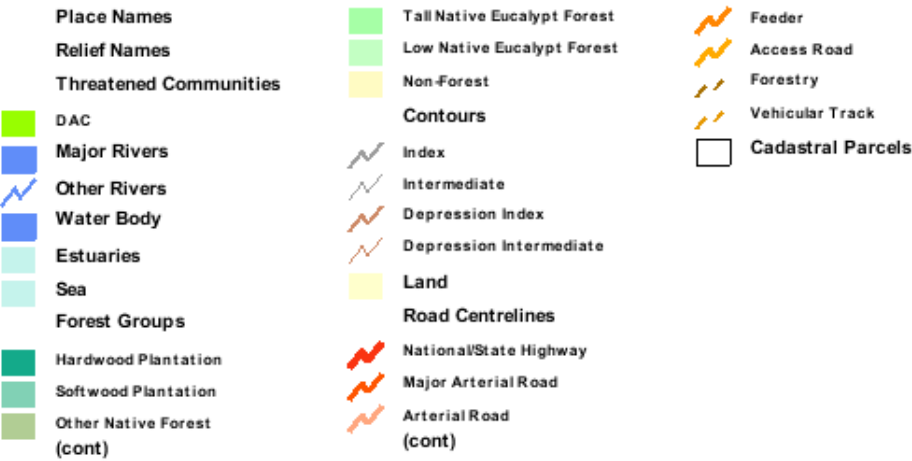 Place Names
Relief Names
Threatened Communities
DAC
Major Rivers
Other Rivers
Water Body
Estuaries
Sea
Forest Groups
Hardwood Plantation
Softwood Plantation
Other Native Forest
(cont)
Tall Native Eucalypt Forest
Low Native Eucalypt Forest
Non-Forest
Contours
Index
Intermediate
Depression Index
Depression Intermediate
Land
Road Centrelines
National/State Highway
Major Arterial Road
Arterial Road
(cont)
Feeder
Access Road
Forestry
Vehicular Track
Cadastral Parcels